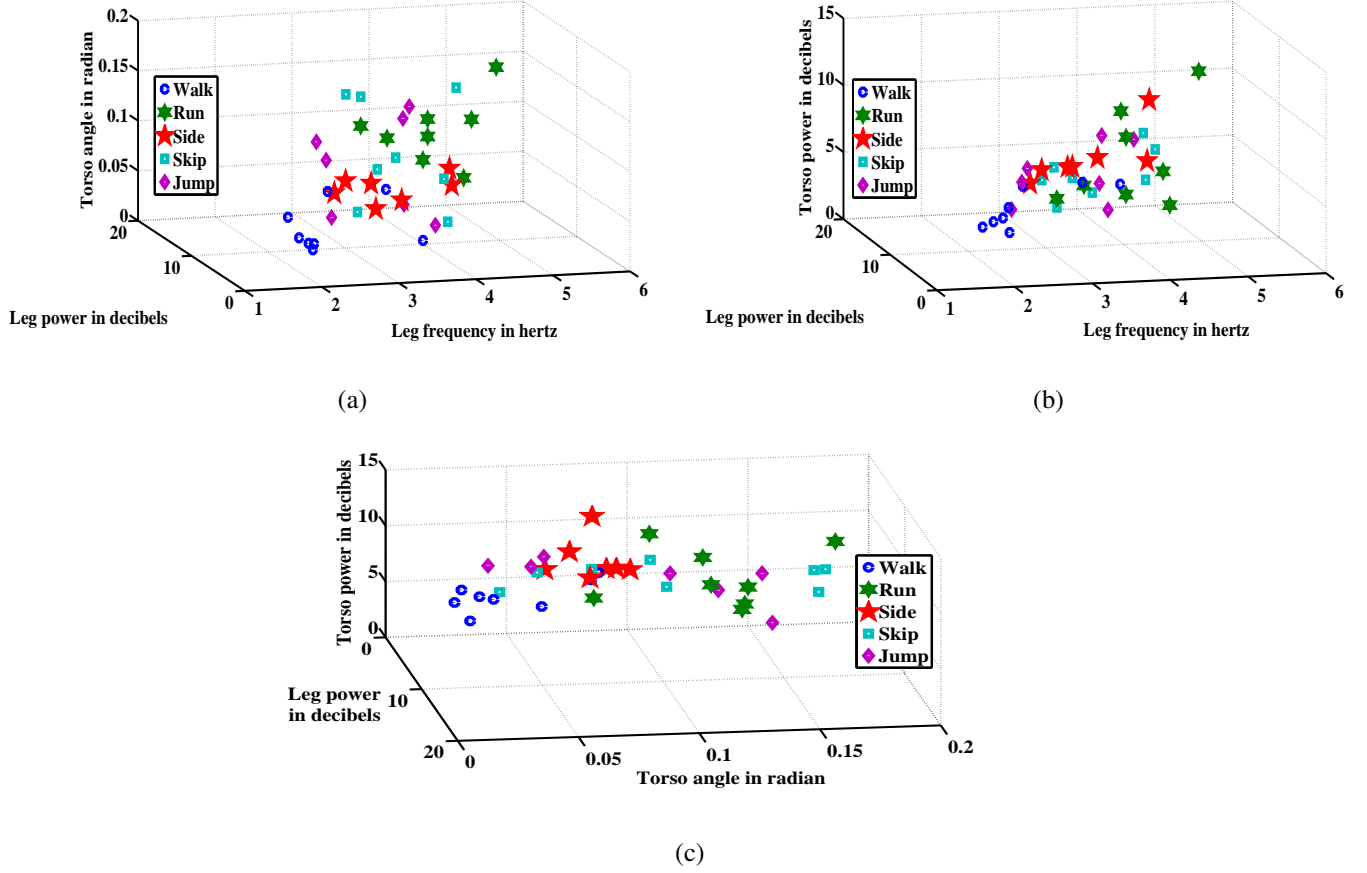 0.2
0.15
0.1
0.05
0
Torso angle in radian
Walk
Run
Side
Skip
Jump
20
10
0
Leg power in decibels
1
2
3
4
5
6
Leg frequency in hertz
(a)
15
10
5
0
Torso power in decibels
Walk
Run
Side
Skip
Jump
20
10
0
Leg power in decibels
1
2
3
4
5
6
Leg frequency in hertz
(b)
15
10
5
0
Torso power in decibels
Walk
Run
Side
Skip
Jump
0
10
20
Leg power
in decibels
0
0.05
0.1
0.15
0.2
Torso angle in radian
(c)